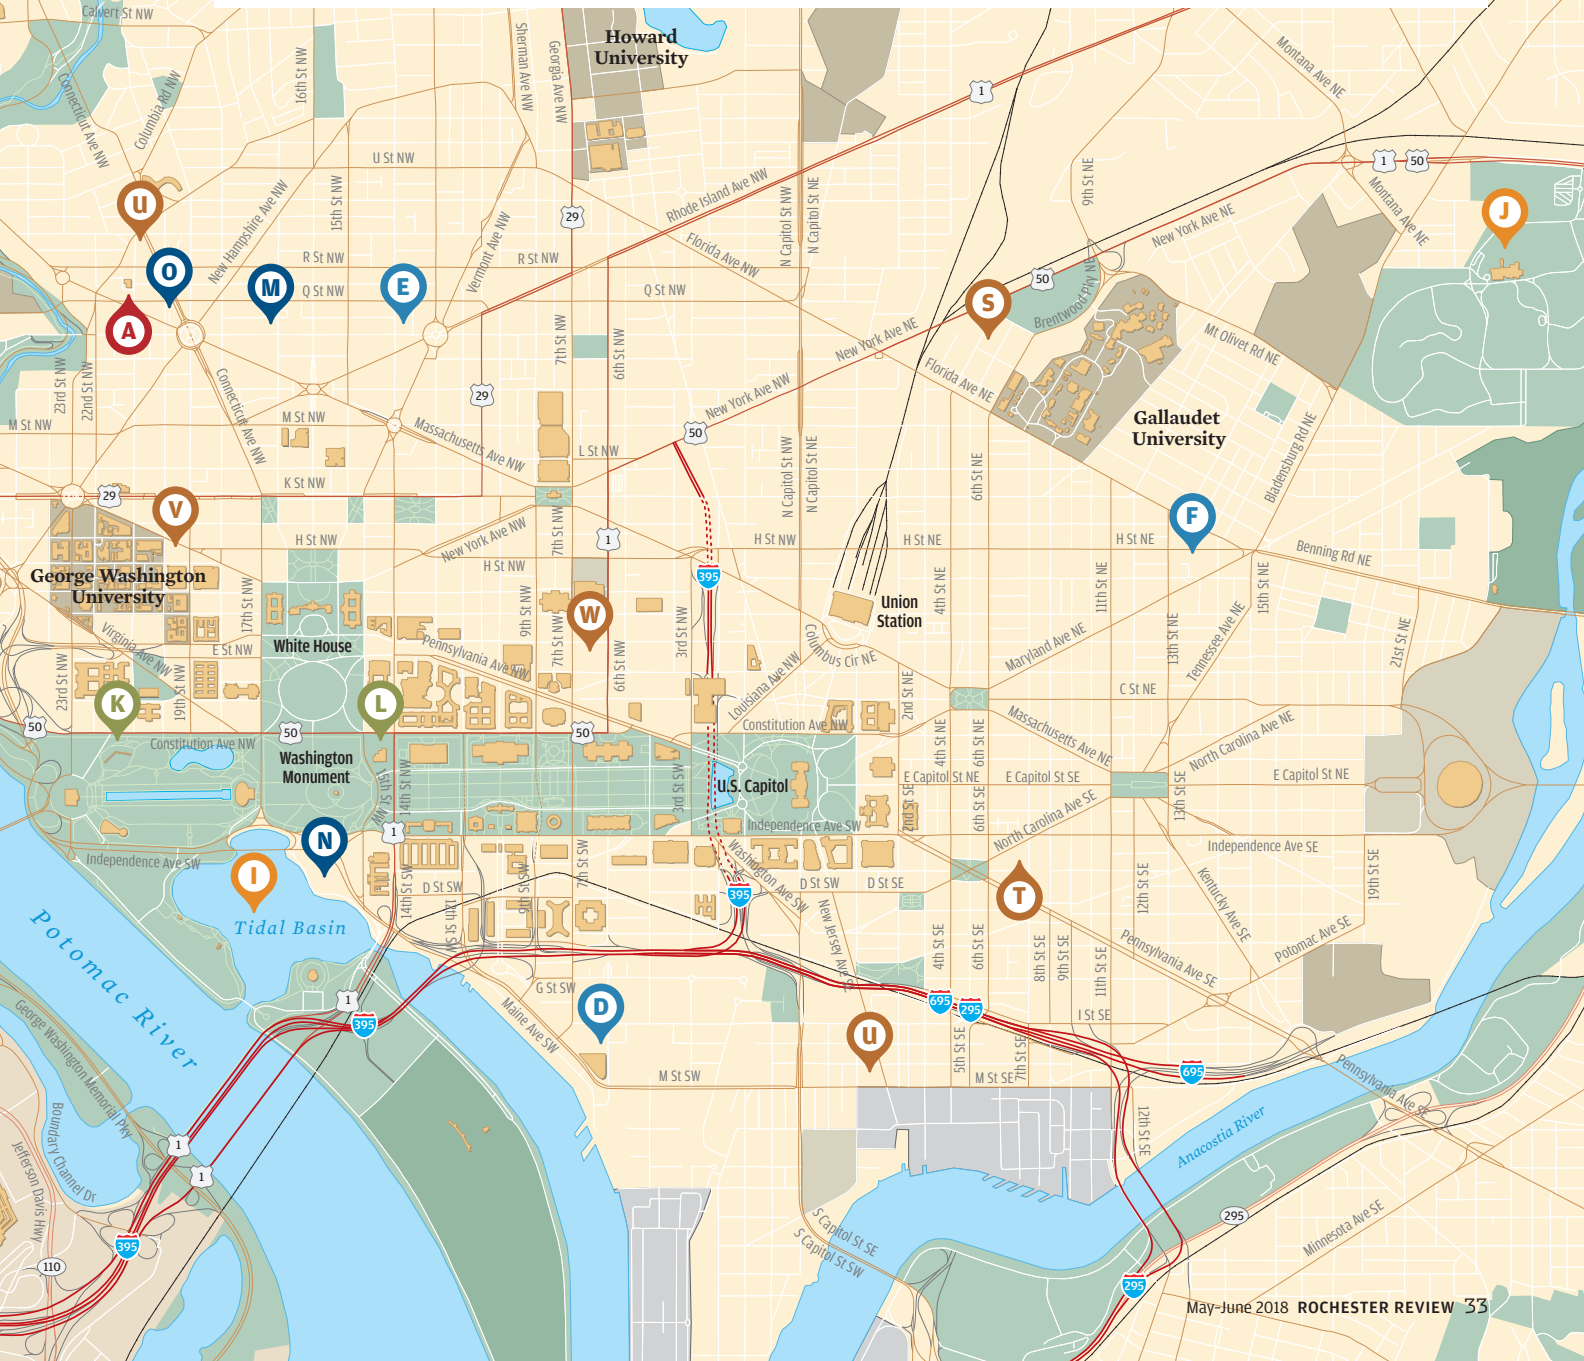 Calvert St NW
Howard
University
Sherman Ave NW
Georgia Ave NW
16th St NW
Connecticut Ave NW
Columbia Rd NW
Montana Ave NE
1
U St NW
1
50
9th St NE
Montana Ave NE
15th St NW
New Hampshire Ave NW
Rhode Island Ave NW
N Capitol St NW
N Capitol St NE
U
J
29
New York Ave NE
Florida Ave NW
Vermont Ave NW
R St NW
R St NW
O
M
E
Q St NW
Q St NW
50
Brentwood Pky NE
S
A
7th St NW
6th St NW
New York Ave NE
Mt Olivet Rd NE
23rd St NW
22nd St NW
Connecticut Ave NW
Florida Ave NE
29
New York Ave NW
M St NW
M St NW
Massachusetts Ave NW
50
Gallaudet
University
Bladensburg Rd NE
L St NW
N Capitol St NW
N Capitol St NE
6th St NE
K St NW
29
V
F
H St NW
New York Ave NW
7th St NW
1
H St NW
H St NE
H St NE
Benning Rd NE
H St NW
George Washington
University
395
17th St NW
4th St NE
11th St NE
15th St NE
Union
Station
9th St NW
W
3rd St NW
Columbus Cir NE
Maryland Ave NE
13th St NE
Tennessee Ave NE
21st St NE
Virginia Ave NW
E St NW
White House
Pennsylvania Ave NW
7th St NW
6th St NW
23rd St NW
19th St NW
K
L
Louisiana Ave NW
2nd St NE
C St NE
50
50
50
Constitution Ave NW
Constitution Ave NW
4th St NE
6th St NE
Massachusetts Ave NE
North Carolina Ave NE
Washington
Monument
15th St NW
14th St NW
3rd St SW
U.S. Capitol
E Capitol St NE
E Capitol St SE
E Capitol St NE
2nd St SE
6th St SE
13th St SE
North Carolina Ave SE
N
1
Independence Ave SW
Independence Ave SW
Independence Ave SE
I
Tidal Basin
14th St SW
D St SW
12th St SW
9th St SW
7th St SW
Washington Ave SW
395
D St SW
D St SE
T
12th St SE
Kentucky Ave SE
19th St SE
Potomac Ave SE
Potomac River
New Jersey Ave SE
4th St SE
6th St SE
8th St SE
9th St SE
11th St SE
Pennsylvania Ave SE
G St SW
D
Maine Ave SW
695
295
I St SE
1
395
U
5th St SE
7th St SE
M St SW
M St SE
695
Pennsylvania Ave SE
George Washington Memorial Pky
Boundary Channel Dr
Jefferson Davis Hwy
1
1
12th St SE
Anacostia River
295
S Capitol St SE
S Capitol St SW
Minnesota Ave SE
395
110
295
May–June 2018 ROCHESTER REVIEW 33